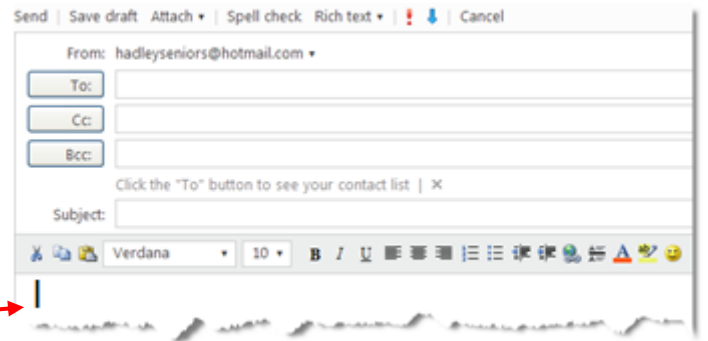 Send | Save draft Attach ▾ | Spell check Rich text ▾ | ! | Cancel
From: hadleyseniors@hotmail.com ▾
To:
Cc:
Bcc:
Click the "To" button to see your contact list | ×
Subject:
Verdana ▾ 10 ▾ B I U A